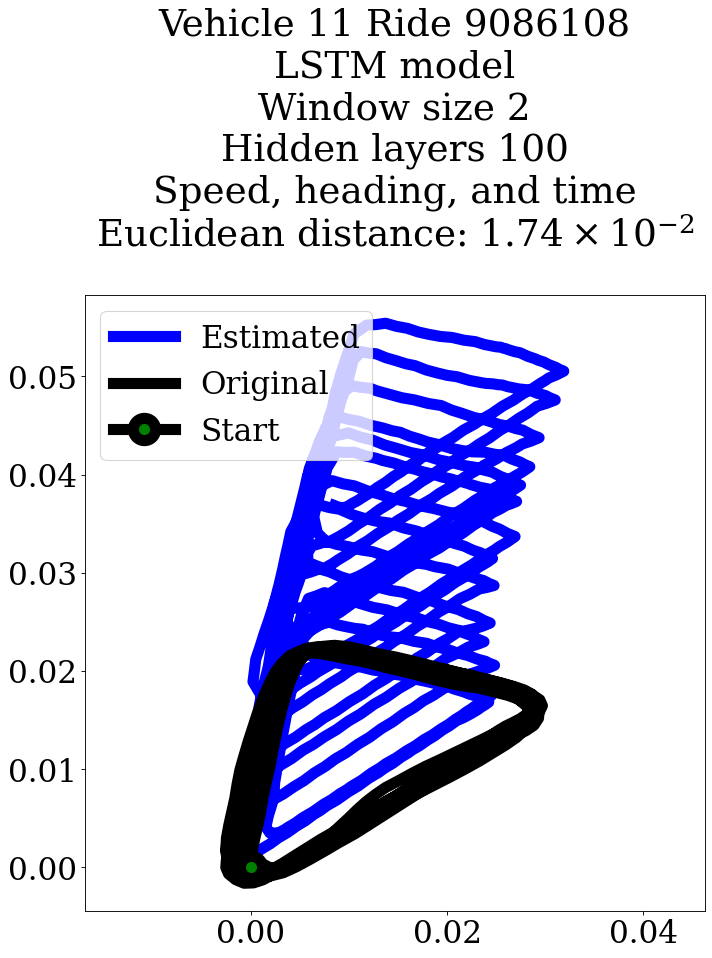 Vehicle 11 Ride 9086108
LSTM model
Window size 2
Hidden layers 100
Speed, heading, and time
Euclidean distance: 1.74 × 10⁻²
Estimated
Original
Start
0.05
0.04
0.03
0.02
0.01
0.00
0.00 0.02 0.04